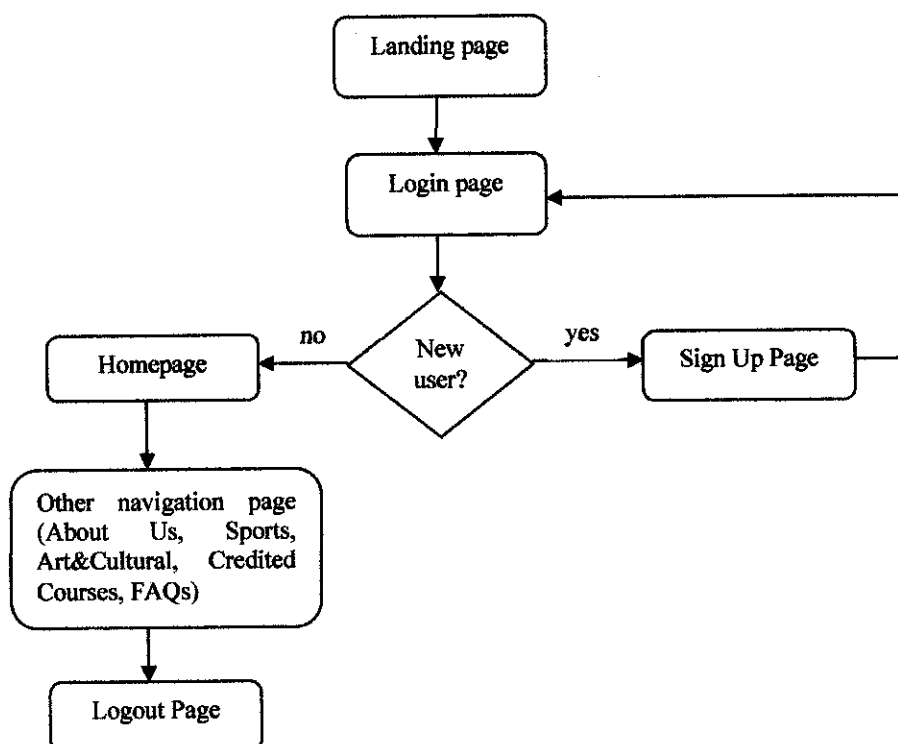 Landing page
Login page
no
New
user?
yes
Homepage
Sign Up Page
Other navigation page
(About Us, Sports,
Art&Cultural, Credited
Courses, FAQs)
Logout Page